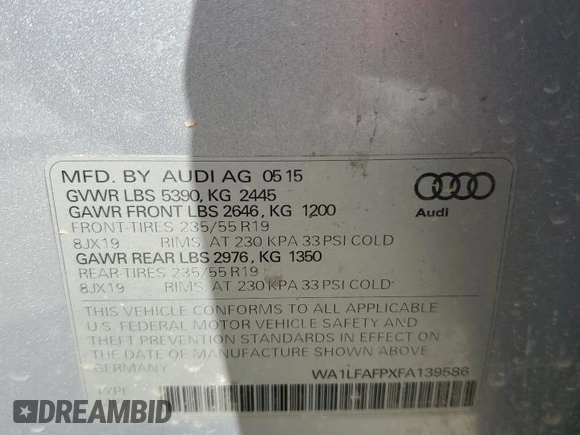 MFD. BY AUDI AG 05 15
GVWR LBS 5390, KG 2445
GAWR FRONT LBS 2646, KG 1200
FRONT-TIRES 235/55 R19
8JX19 RIMS AT 230 KPA 33 PSI COLD
GAWR REAR LBS 2976, KG 1350
REAR-TIRES 235/55 R19
8JX19 RIMS AT 230 KPA 33 PSI COLD
Audi
THIS VEHICLE CONFORMS TO ALL APPLICABLE
U.S. FEDERAL MOTOR VEHICLE SAFETY AND
THEFT PREVENTION STANDARDS IN EFFECT ON
THE DATE OF MANUFACTURE SHOWN ABOVE.
GERMANY WA1LFAFPXFA139586
TYPE
DREAMBID